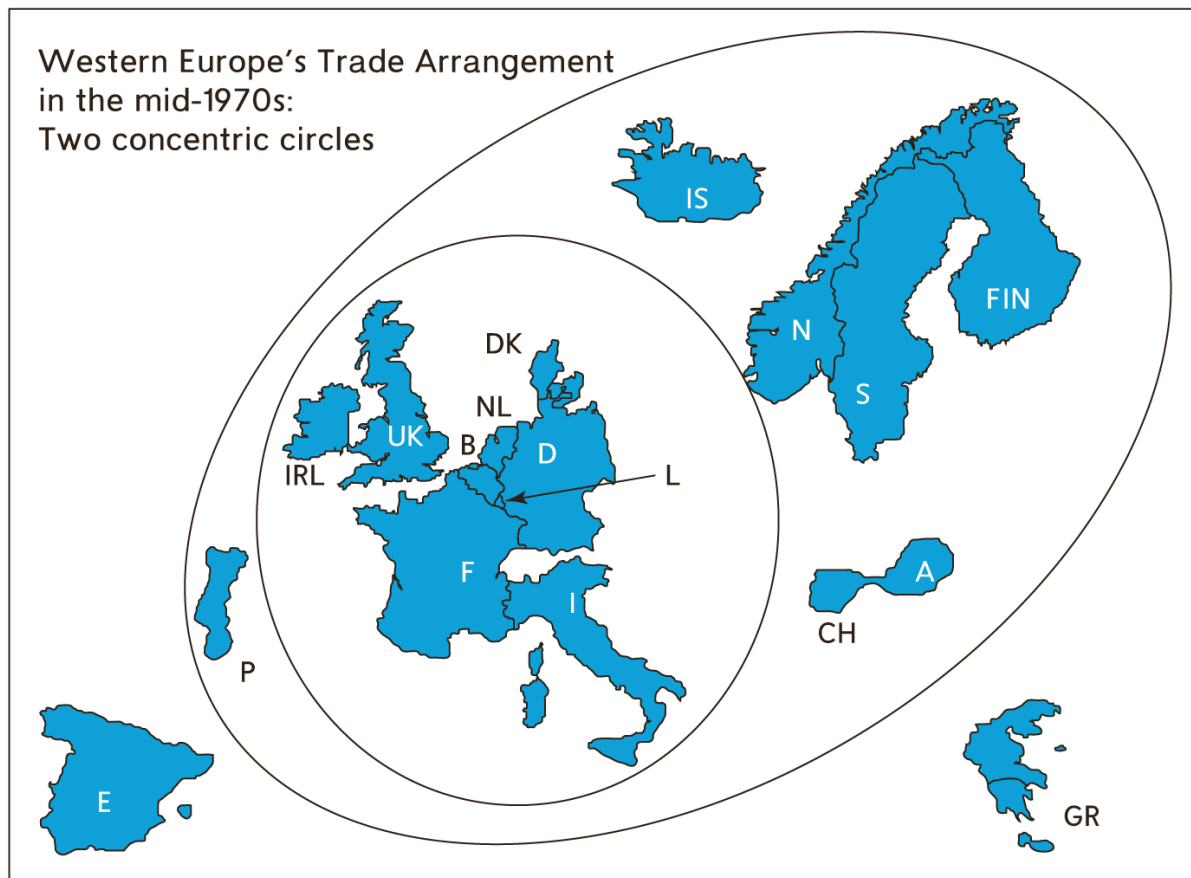 Western Europe's Trade Arrangement
in the mid-1970s:
Two concentric circles
IS
FIN
N
S
DK
NL
B
UK
D
IRL
L
F
I
A
CH
P
E
GR